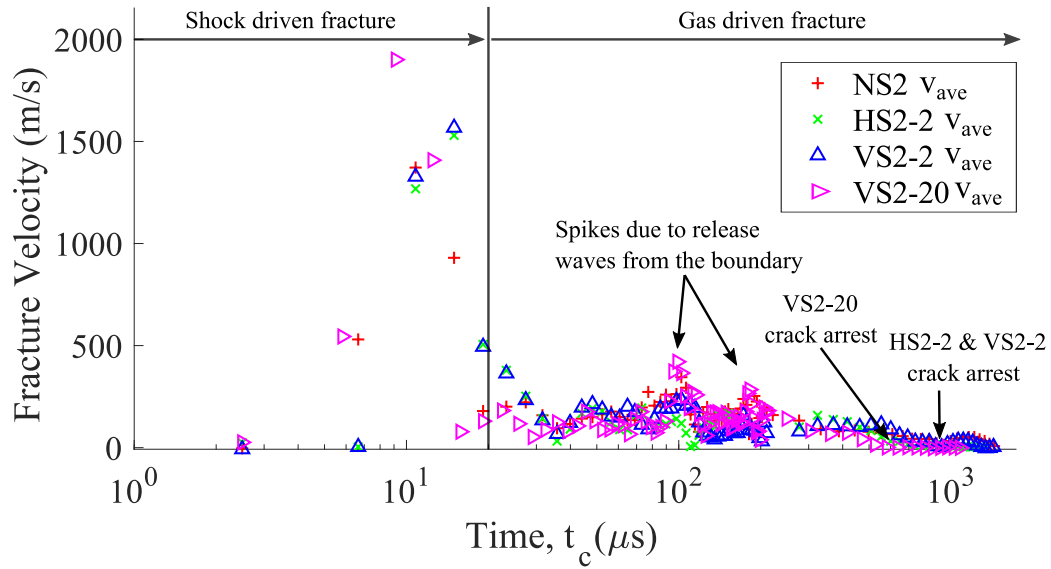 Shock driven fracture
Gas driven fracture
2000
1500
1000
500
0
Fracture Velocity (m/s)
NS2 v_ave
HS2-2 v_ave
VS2-2 v_ave
VS2-20 v_ave
Spikes due to release
waves from the boundary
VS2-20
crack arrest
HS2-2 & VS2-2
crack arrest
10^0
10^1
10^2
10^3
Time, t_c(μs)